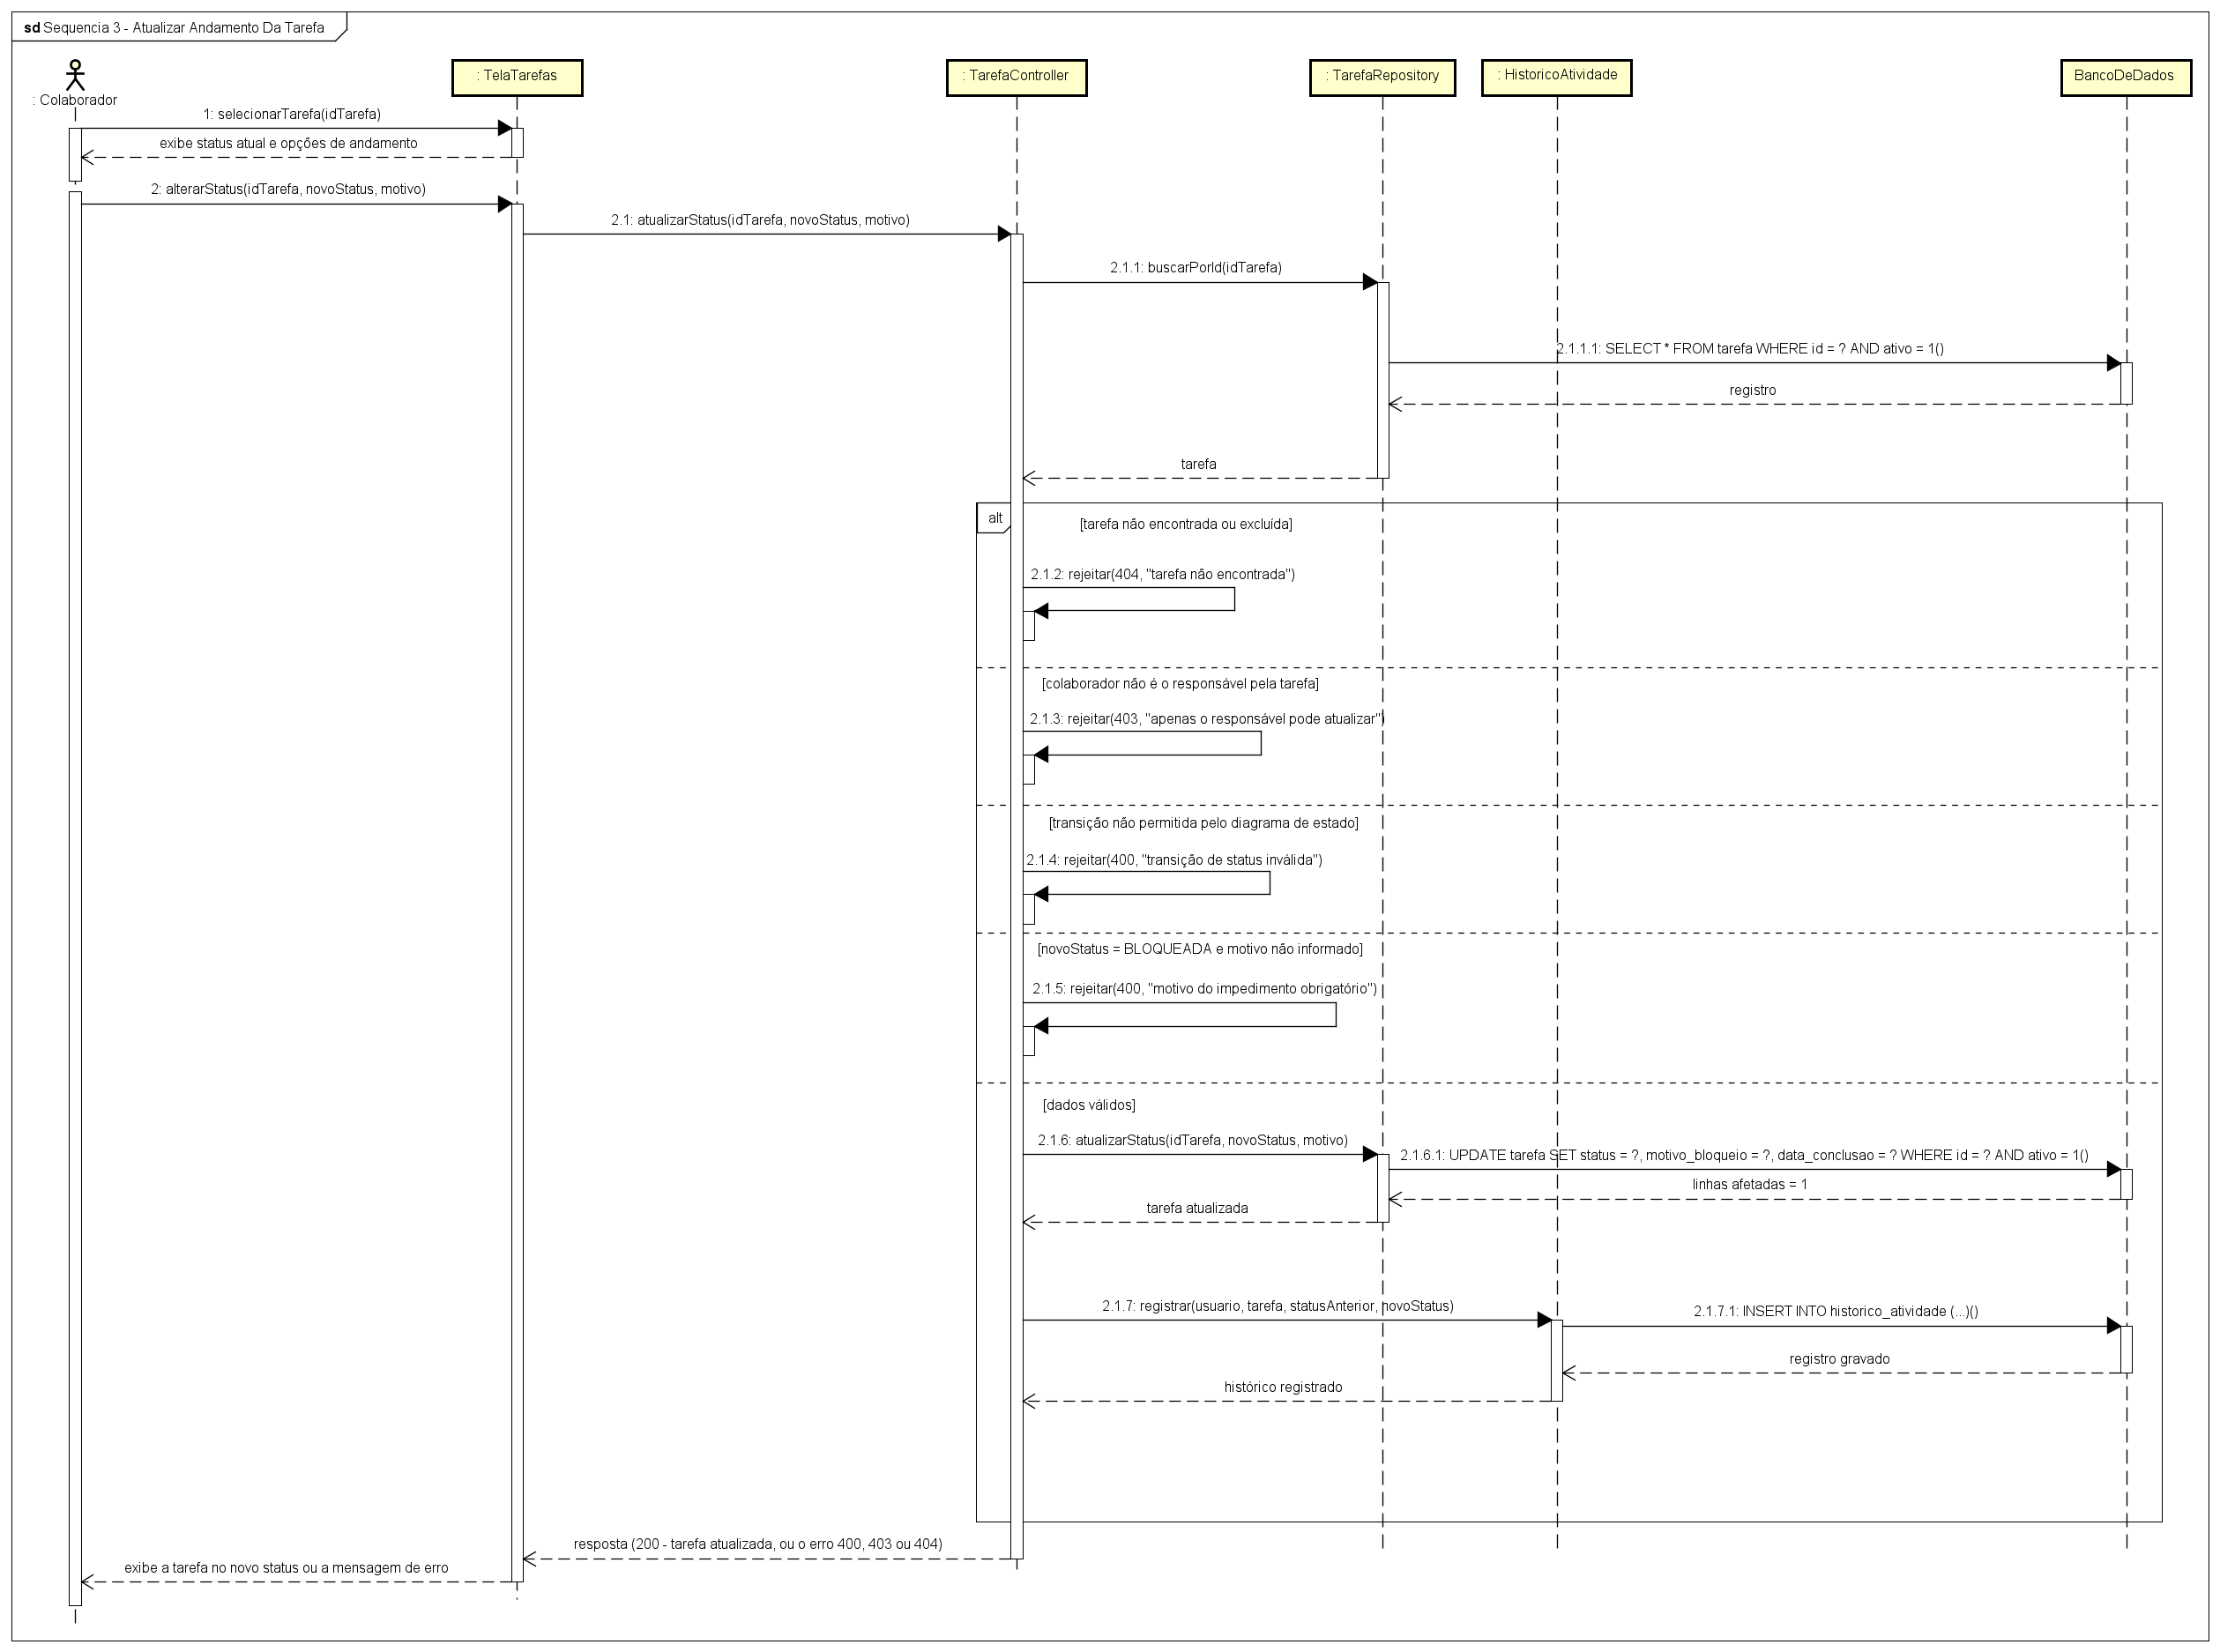 sd Sequencia 3 - Atualizar Andamento Da Tarefa
: Colaborador
: TelaTarefas
: TarefaController
: TarefaRepository
: HistoricoAtividade
BancoDeDados
1: selecionarTarefa(idTarefa)
exibe status atual e opções de andamento
2: alterarStatus(idTarefa, novoStatus, motivo)
2.1: atualizarStatus(idTarefa, novoStatus, motivo)
2.1.1: buscarPorId(idTarefa)
2.1.1.1: SELECT * FROM tarefa WHERE id = ? AND ativo = 1()
registro
tarefa
alt
[tarefa não encontrada ou excluída]
2.1.2: rejeitar(404, "tarefa não encontrada")
[colaborador não é o responsável pela tarefa]
2.1.3: rejeitar(403, "apenas o responsável pode atualizar")
[transição não permitida pelo diagrama de estado]
2.1.4: rejeitar(400, "transição de status inválida")
[novoStatus = BLOQUEADA e motivo não informado]
2.1.5: rejeitar(400, "motivo do impedimento obrigatório")
[dados válidos]
2.1.6: atualizarStatus(idTarefa, novoStatus, motivo)
2.1.6.1: UPDATE tarefa SET status = ?, motivo_bloqueio = ?, data_conclusao = ? WHERE id = ? AND ativo = 1()
linhas afetadas = 1
tarefa atualizada
2.1.7: registrar(usuario, tarefa, statusAnterior, novoStatus)
2.1.7.1: INSERT INTO historico_atividade (...)()
registro gravado
histórico registrado
resposta (200 - tarefa atualizada, ou o erro 400, 403 ou 404)
exibe a tarefa no novo status ou a mensagem de erro